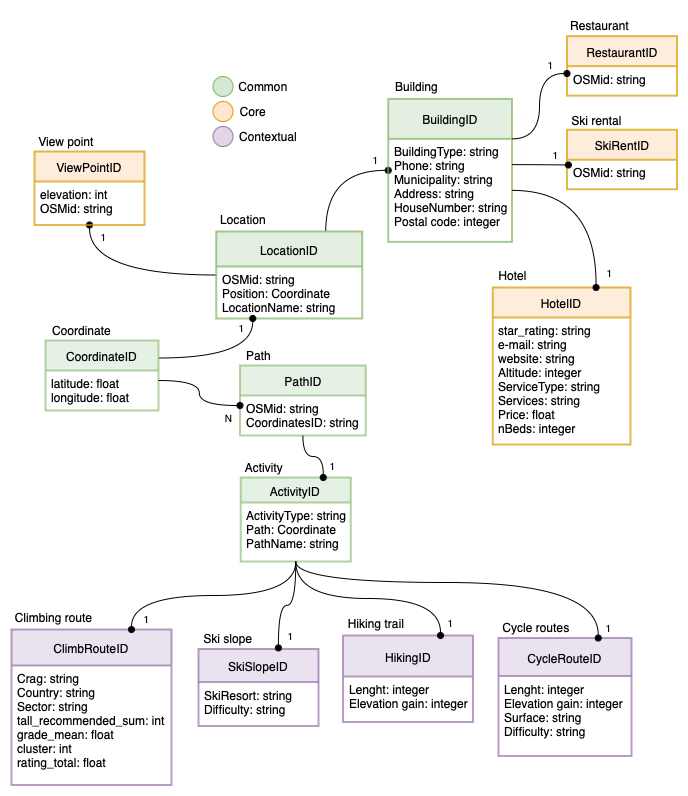 Restaurant
RestaurantID
OSMid: string
1
Common
Core
Contextual
Building
BuildingID
BuildingType: string
Phone: string
Municipality: string
Address: string
HouseNumber: string
Postal code: integer
1
Ski rental
SkiRentID
OSMid: string
1
View point
ViewPointID
elevation: int
OSMid: string
1
Location
LocationID
OSMid: string
Position: Coordinate
LocationName: string
1
Hotel
1
HotelID
star_rating: string
e-mail: string
website: string
Altitude: integer
ServiceType: string
Services: string
Price: float
nBeds: integer
Coordinate
CoordinateID
latitude: float
longitude: float
Path
PathID
OSMid: string
CoordinatesID: string
N
Activity
1
ActivityID
ActivityType: string
Path: Coordinate
PathName: string
Climbing route
1
ClimbRouteID
Crag: string
Country: string
Sector: string
tall_recommended_sum: int
grade_mean: float
cluster: int
rating_total: float
Ski slope
1
SkiSlopeID
SkiResort: string
Difficulty: string
Hiking trail
1
HikingID
Lenght: integer
Elevation gain: integer
Cycle routes
1
CycleRouteID
Lenght: integer
Elevation gain: integer
Surface: string
Difficulty: string